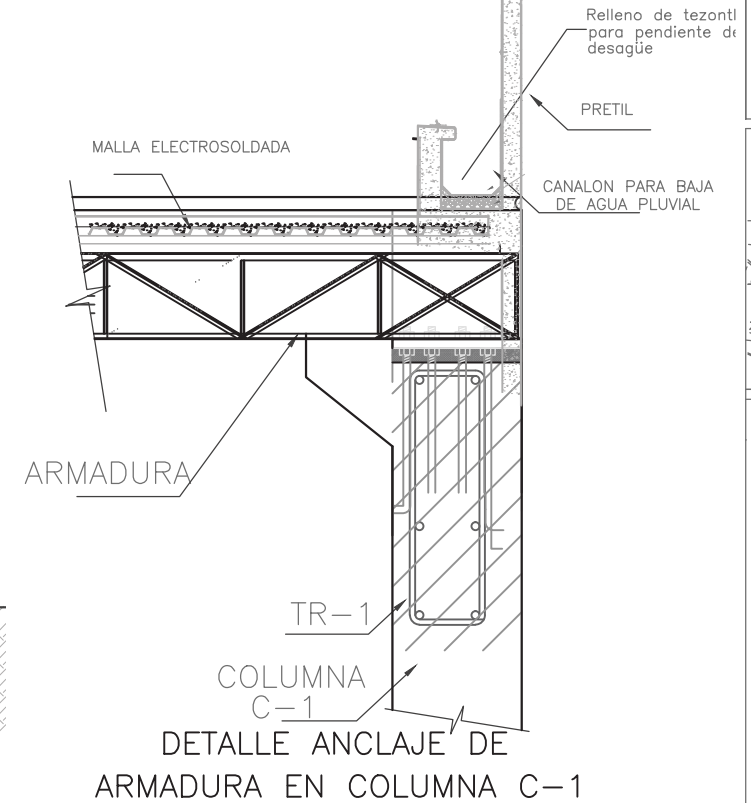 Relleno de tezontl
para pendiente de
desagüe
PRETIL
MALLA ELECTROSOLDADA
CANALON PARA BAJA
DE AGUA PLUVIAL
ARMADURA
TR-1
COLUMNA
C-1
DETALLE ANCLAJE DE
ARMADURA EN COLUMNA C-1